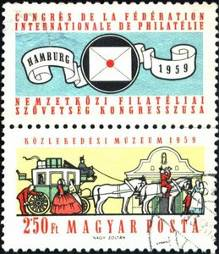 CONGRÈS DE LA FÉDÉRATION
INTERNATIONALE DE PHILATÉLIE
HAMBURG 1959
NEMZETKÖZI FILATÉLIAI
SZÖVETSÉG KONGRESSZUSA
KÖZLEKEDÉSI MÚZEUM 1959
2.50 Ft MAGYAR POSTA
NAGY ZOLTÁN